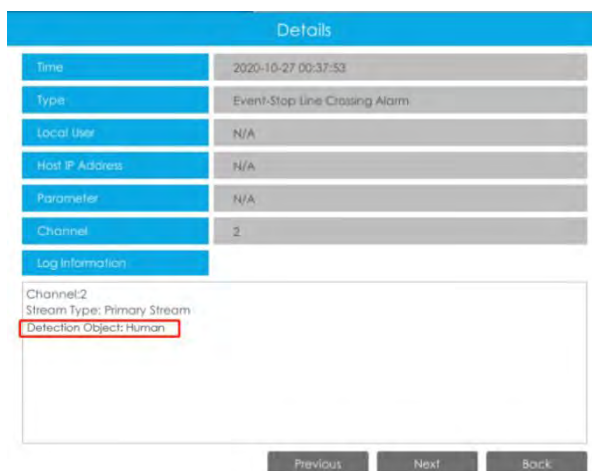 Details
Time 2020-10-27 00:37:53
Type Event-Stop Line Crossing Alarm
Local User N/A
Host IP Address N/A
Parameter N/A
Channel 2
Log Information
Channel:2
Stream Type: Primary Stream
Detection Object: Human
Previous Next Back